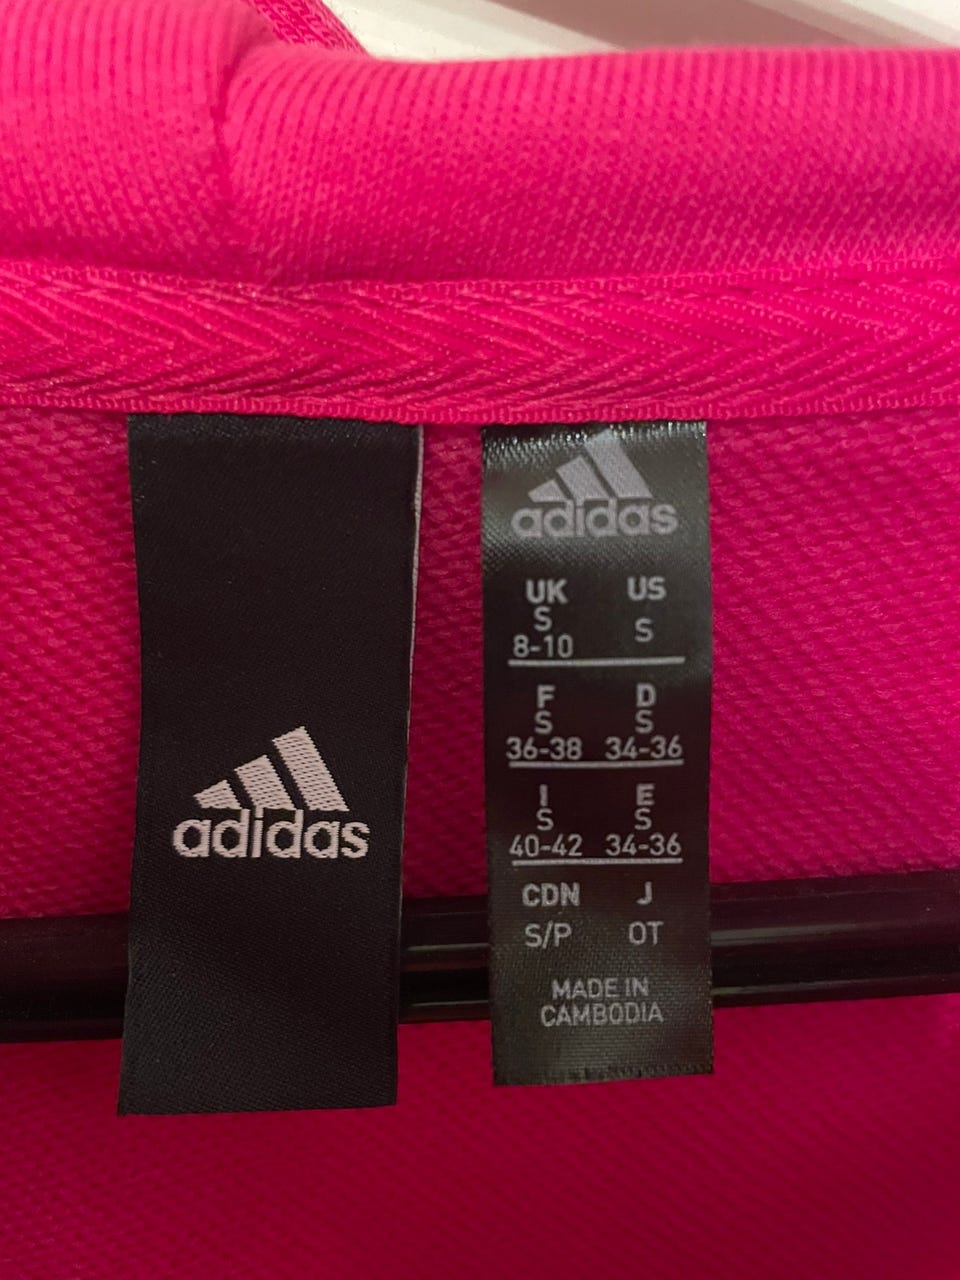 adidas
adidas
UK US
S S
8-10
F D
S S
36-38 34-36
I E
S S
40-42 34-36
CDN J
S/P OT
MADE IN
CAMBODIA